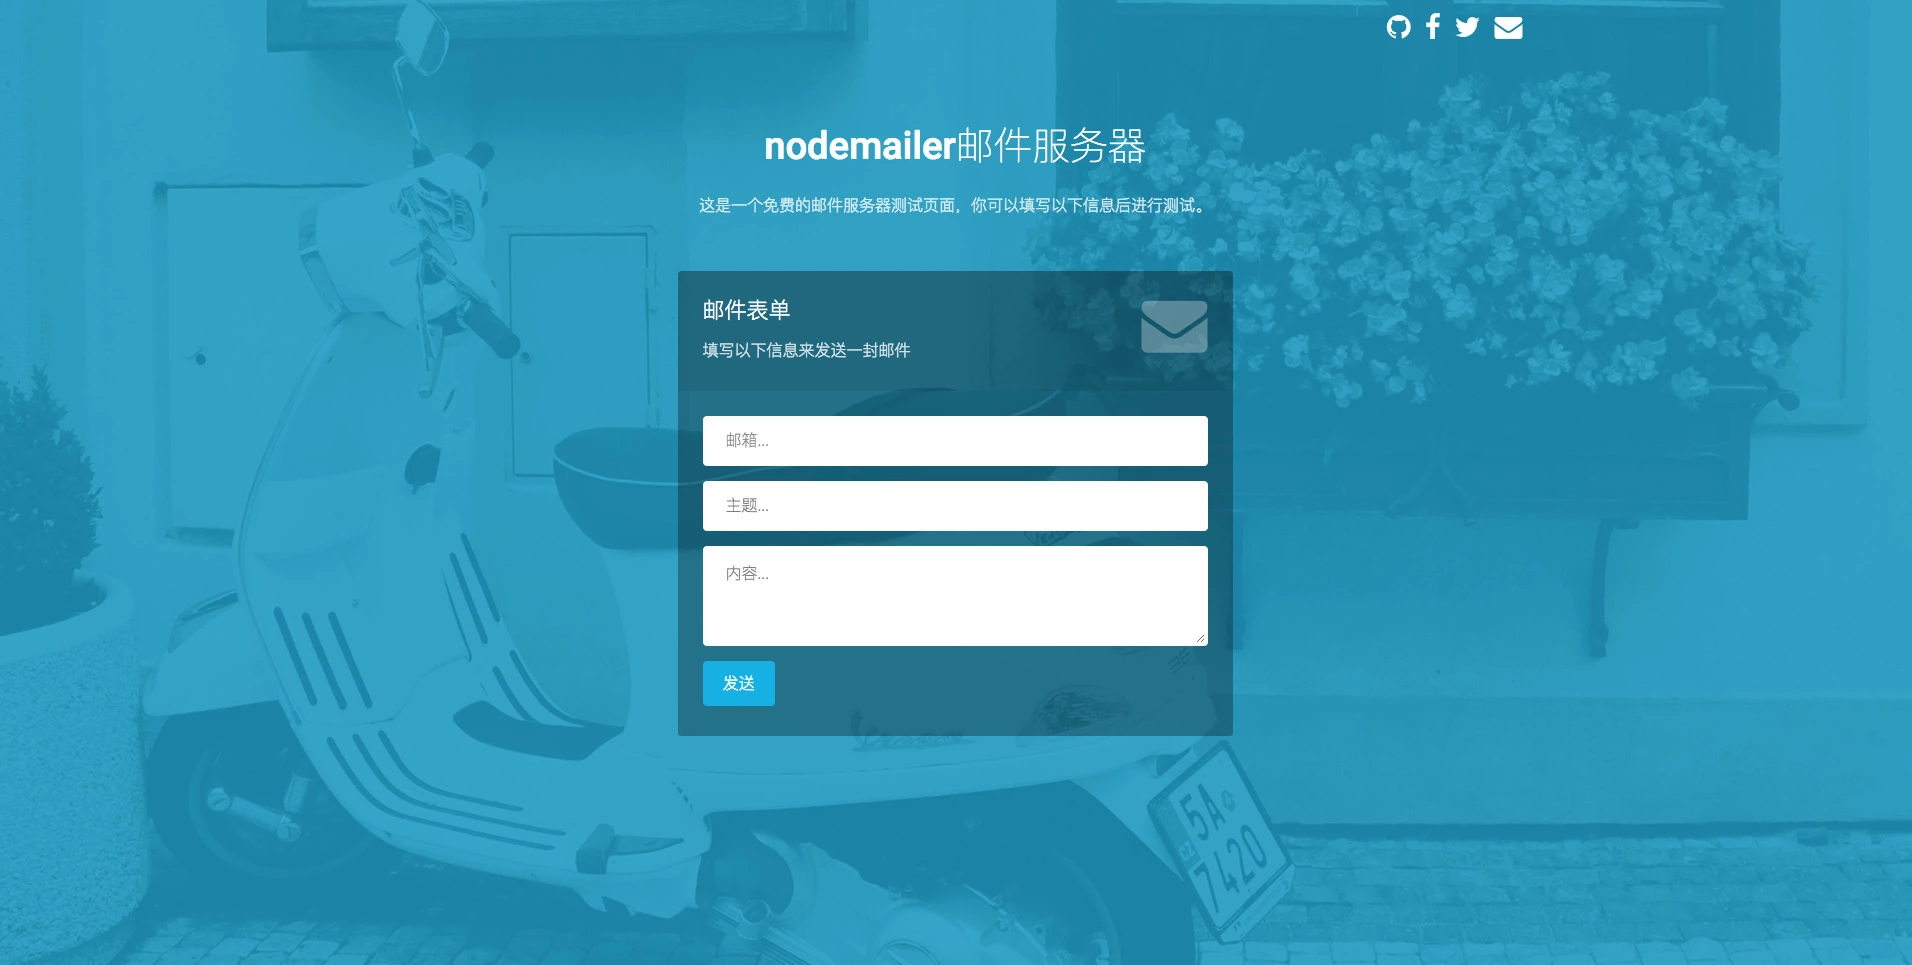 nodemailer邮件服务器
这是一个免费的邮件服务器测试页面，你可以填写以下信息后进行测试。
邮件表单
填写以下信息来发送一封邮件
邮箱...
主题...
内容...
发送
5A
7420